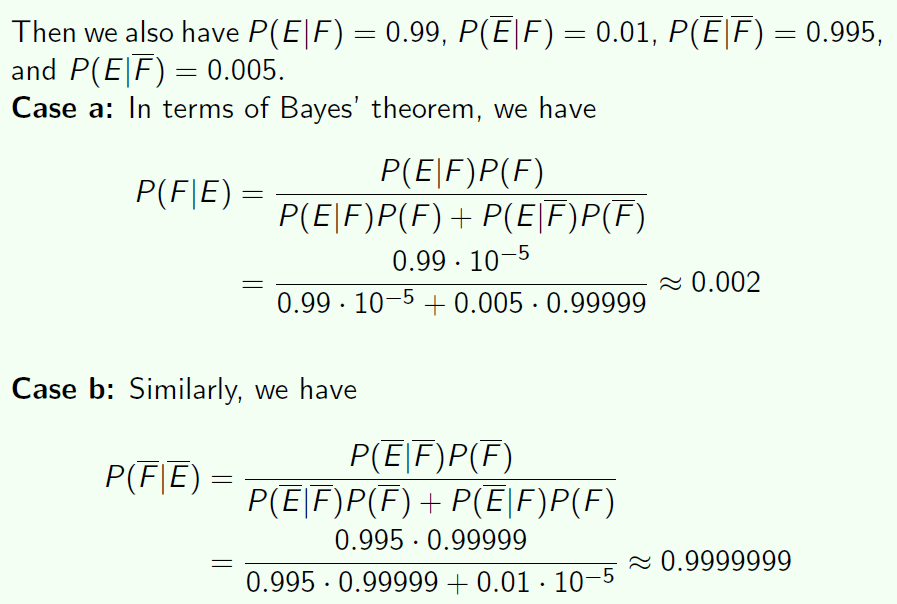 Then we also have P(E|F) = 0.99, P(E̅|F) = 0.01, P(E̅|F̅) = 0.995,
and P(E|F̅) = 0.005.
Case a: In terms of Bayes' theorem, we have
P(F|E) = P(E|F)P(F) / P(E|F)P(F) + P(E|F̅)P(F̅)
= 0.99 · 10⁻⁵ / 0.99 · 10⁻⁵ + 0.005 · 0.99999 ≈ 0.002
Case b: Similarly, we have
P(F̅|E̅) = P(E̅|F̅)P(F̅) / P(E̅|F̅)P(F̅) + P(E̅|F)P(F)
= 0.995 · 0.99999 / 0.995 · 0.99999 + 0.01 · 10⁻⁵ ≈ 0.9999999